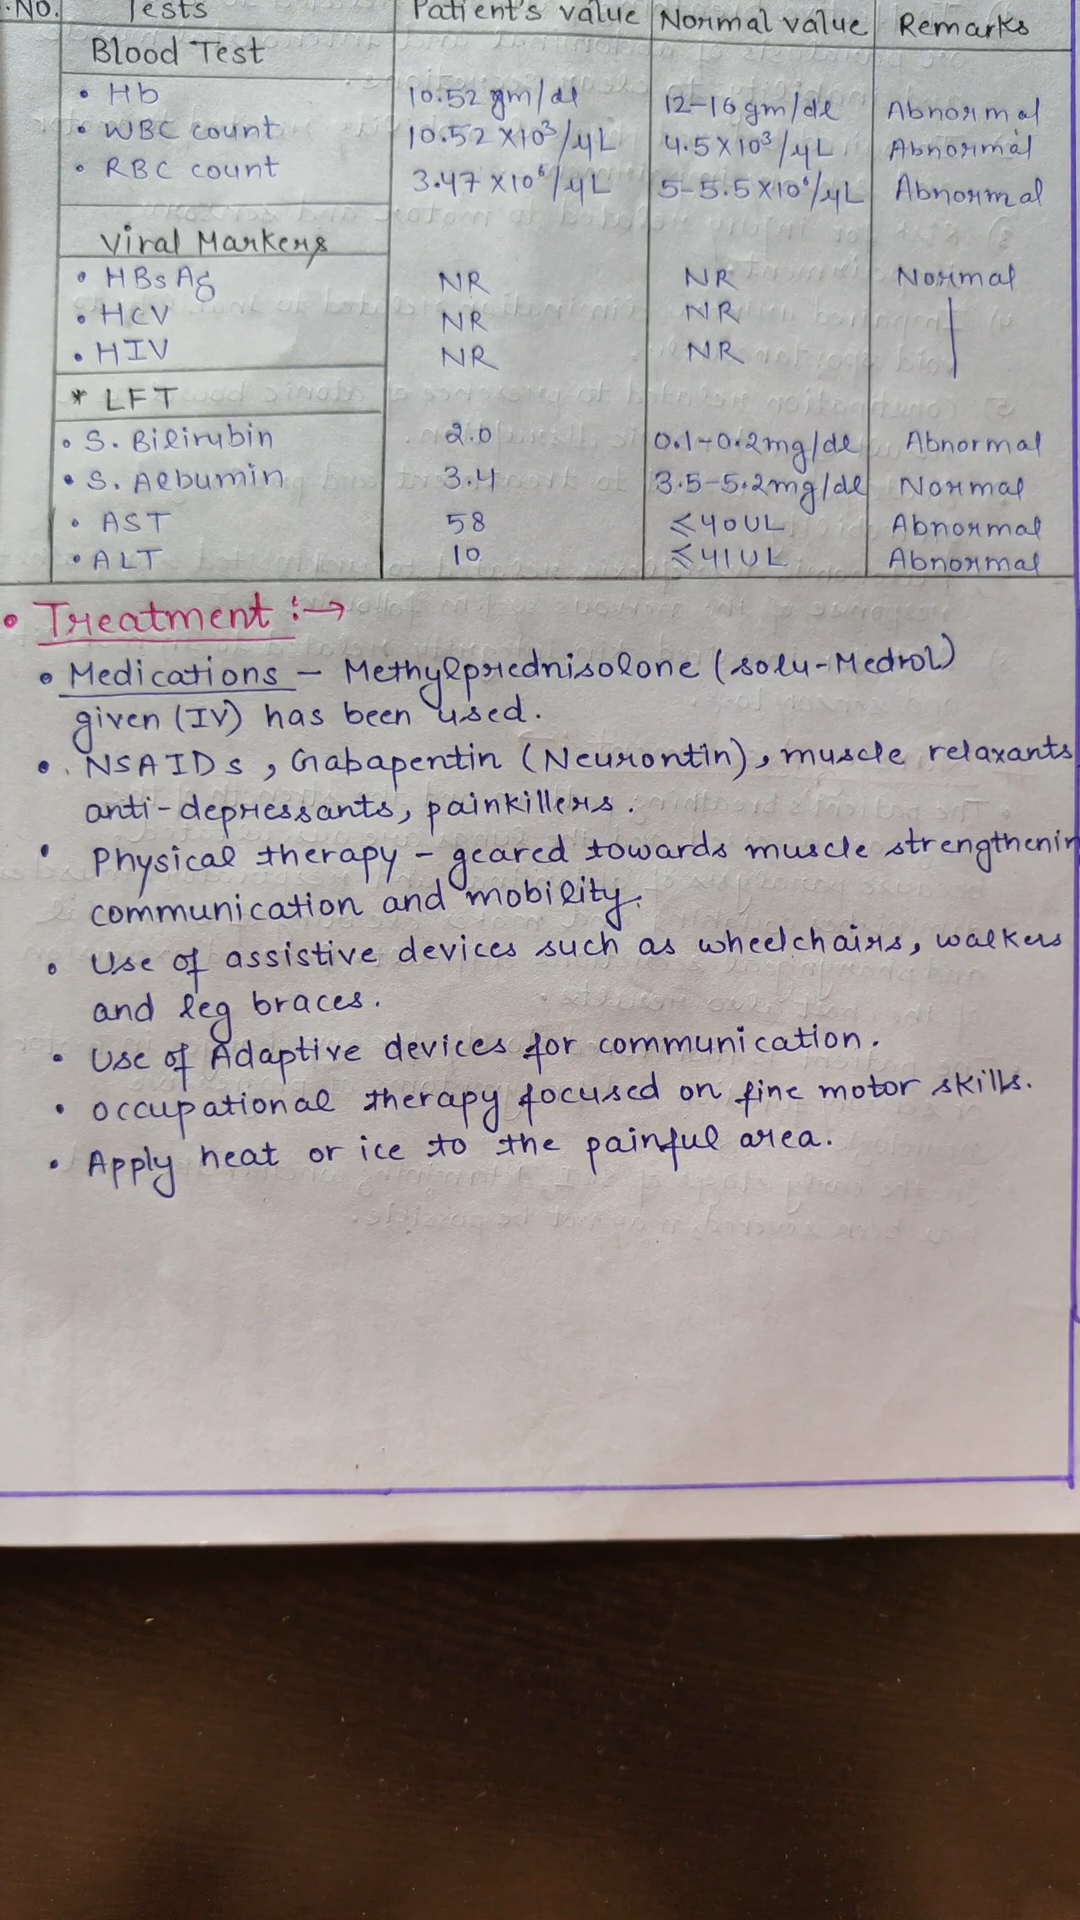 .No. Tests Patient's value Normal value Remarks
Blood Test
• Hb 10.52 gm/dl 12-16 gm/dl Abnormal
• WBC count 10.52 x10³/μL 4.5x10³/μL Abnormal
• RBC count 3.47 x10⁶/μL 5-5.5x10⁶/μL Abnormal
Viral Markers
• HBsAg NR NR Normal
• HCV NR NR
• HIV NR NR
* LFT
• S. Bilirubin 2.0 0.1-0.2mg/dl Abnormal
• S. Albumin 3.4 3.5-5.2mg/dl Normal
• AST 58 ≤40UL Abnormal
• ALT 10 ≤41UL Abnormal
• Treatment :→
• Medications - Methylprednisolone (solu-Medrol)
given (IV) has been used.
• NSAIDs, Gabapentin (Neurontin), muscle relaxants
anti-depressants, painkillers.
• Physical therapy - geared towards muscle strengthenin
communication and mobility.
• Use of assistive devices such as wheelchairs, walkers
and leg braces.
• Use of Adaptive devices for communication.
• occupational therapy focused on fine motor skills.
• Apply heat or ice to the painful area.